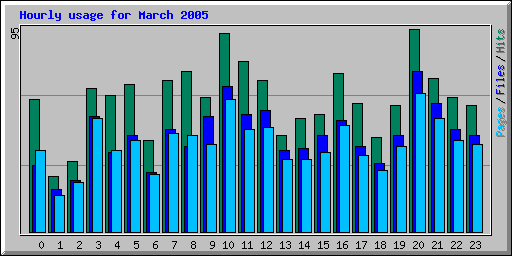 Hourly usage for March 2005
95
Pages/Files/Hits
0 1 2 3 4 5 6 7 8 9 10 11 12 13 14 15 16 17 18 19 20 21 22 23